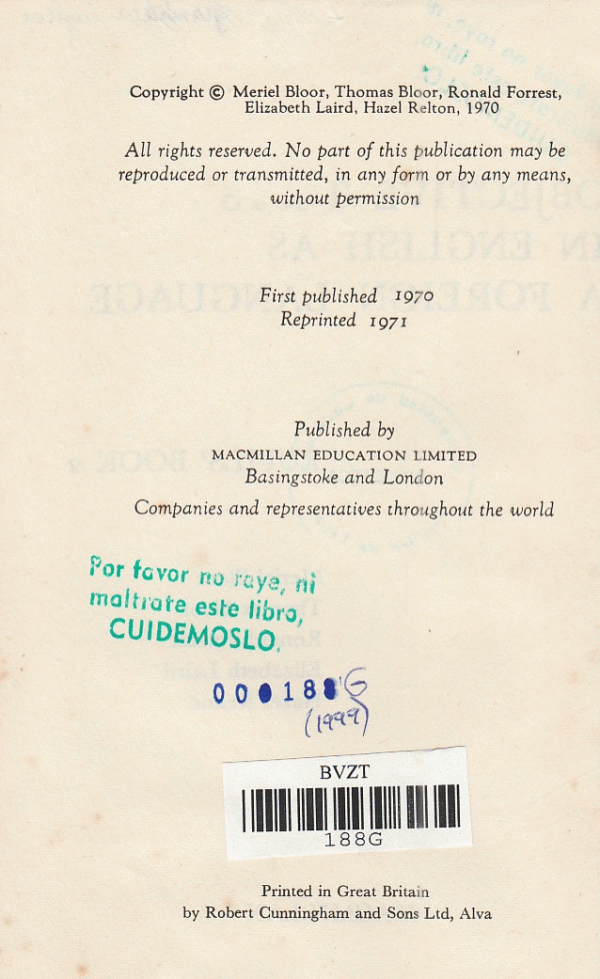 Copyright © Meriel Bloor, Thomas Bloor, Ronald Forrest,
Elizabeth Laird, Hazel Relton, 1970
All rights reserved. No part of this publication may be
reproduced or transmitted, in any form or by any means,
without permission
First published 1970
Reprinted 1971
Published by
MACMILLAN EDUCATION LIMITED
Basingstoke and London
Companies and representatives throughout the world
Por favor no raye, ni
maltrate este libro,
CUIDEMOSLO.
(1999)
BVZT
188G
Printed in Great Britain
by Robert Cunningham and Sons Ltd, Alva